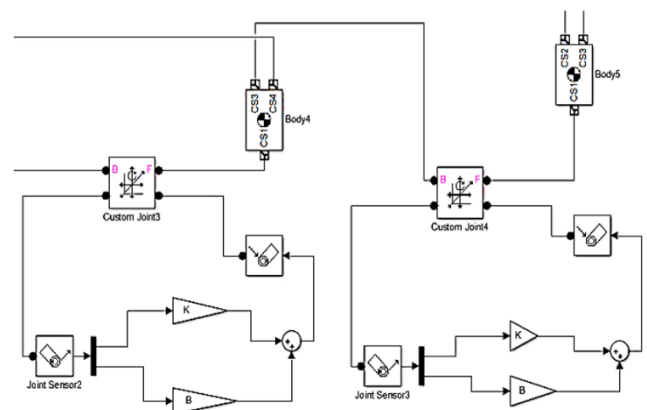 CS3
CS4
CS1
Body4
CS2
CS3
CS1
Body5
B
F
Custom Joint3
B
F
Custom Joint4
K
B
Joint Sensor2
K
B
Joint Sensor3